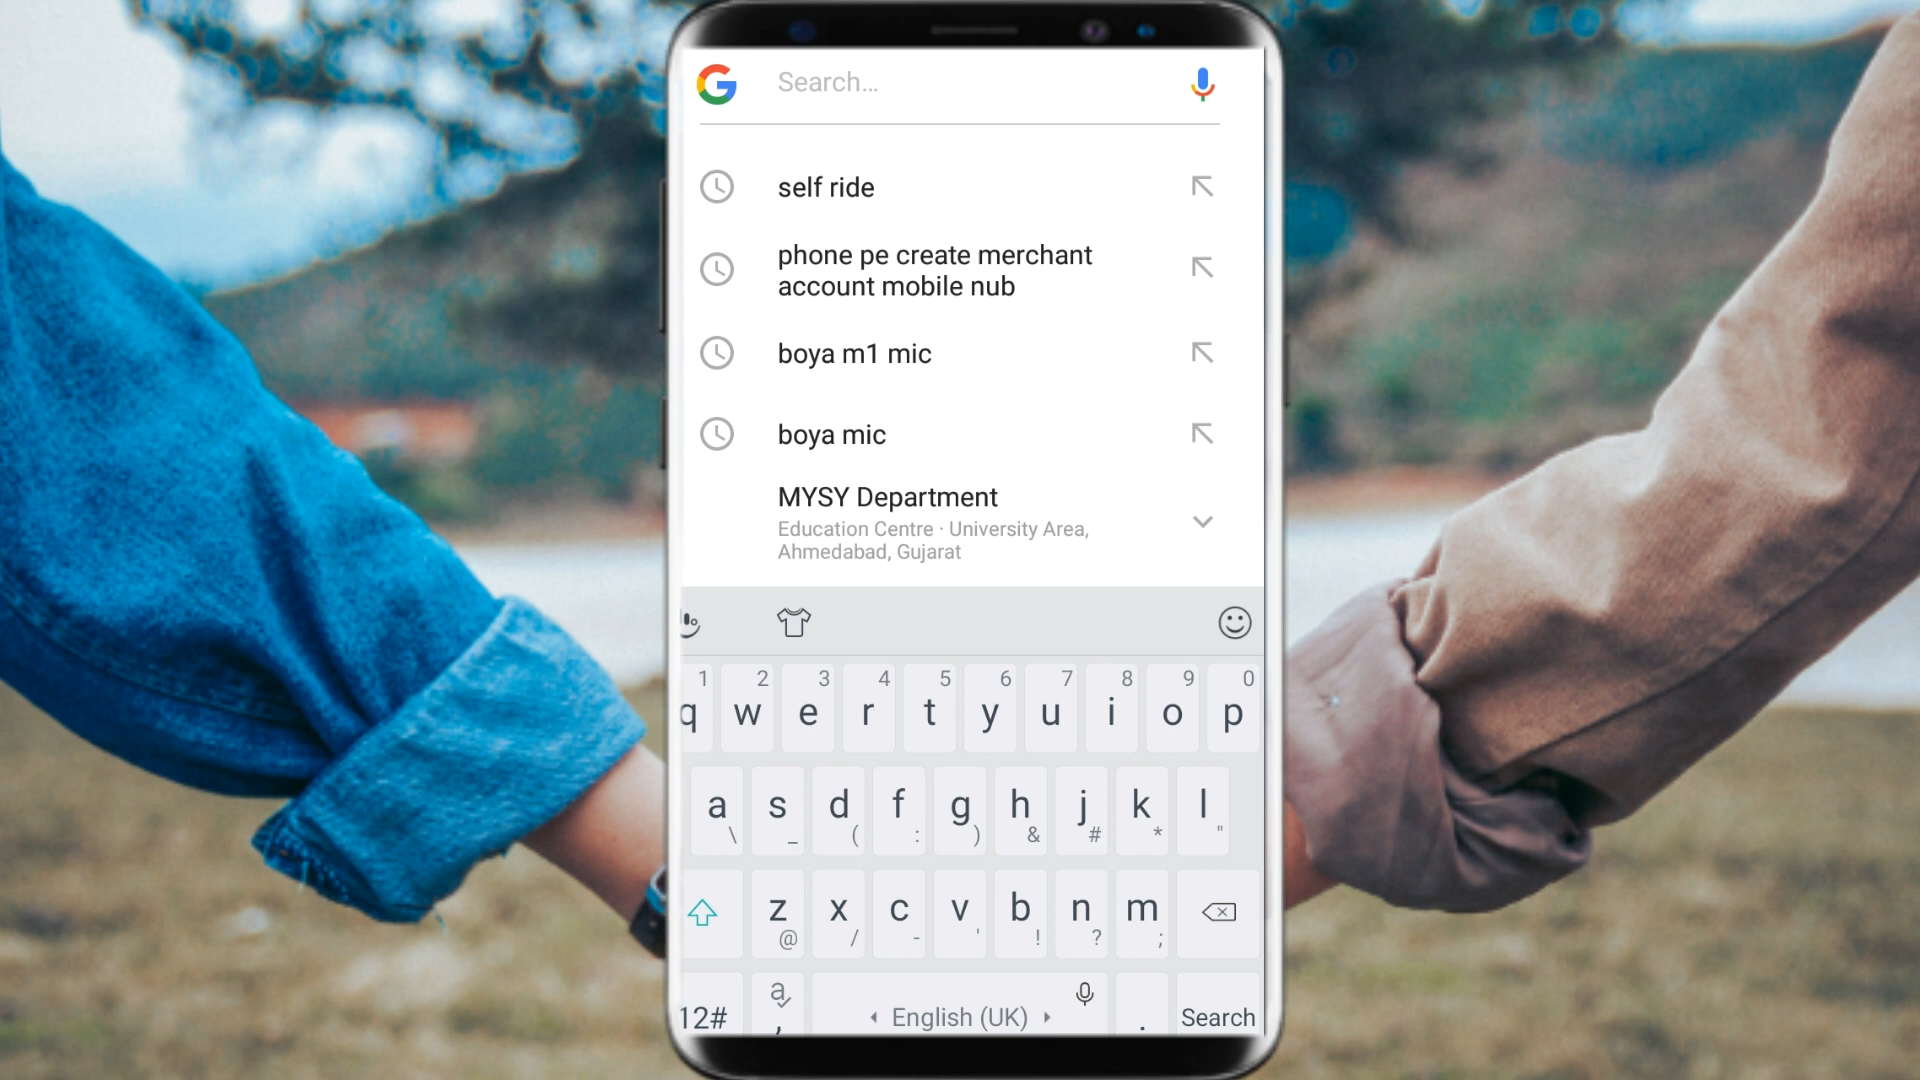 Search...
self ride
phone pe create merchant
account mobile nub
boya m1 mic
boya mic
MYSY Department
Education Centre · University Area,
Ahmedabad, Gujarat
1 2 3 4 5 6 7 8 9 0
q w e r t y u i o p
a s d f g h j k l
\ _ ( : ) & # * "
z x c v b n m
@ / - ' ! ? ;
a
12# , English (UK) . Search